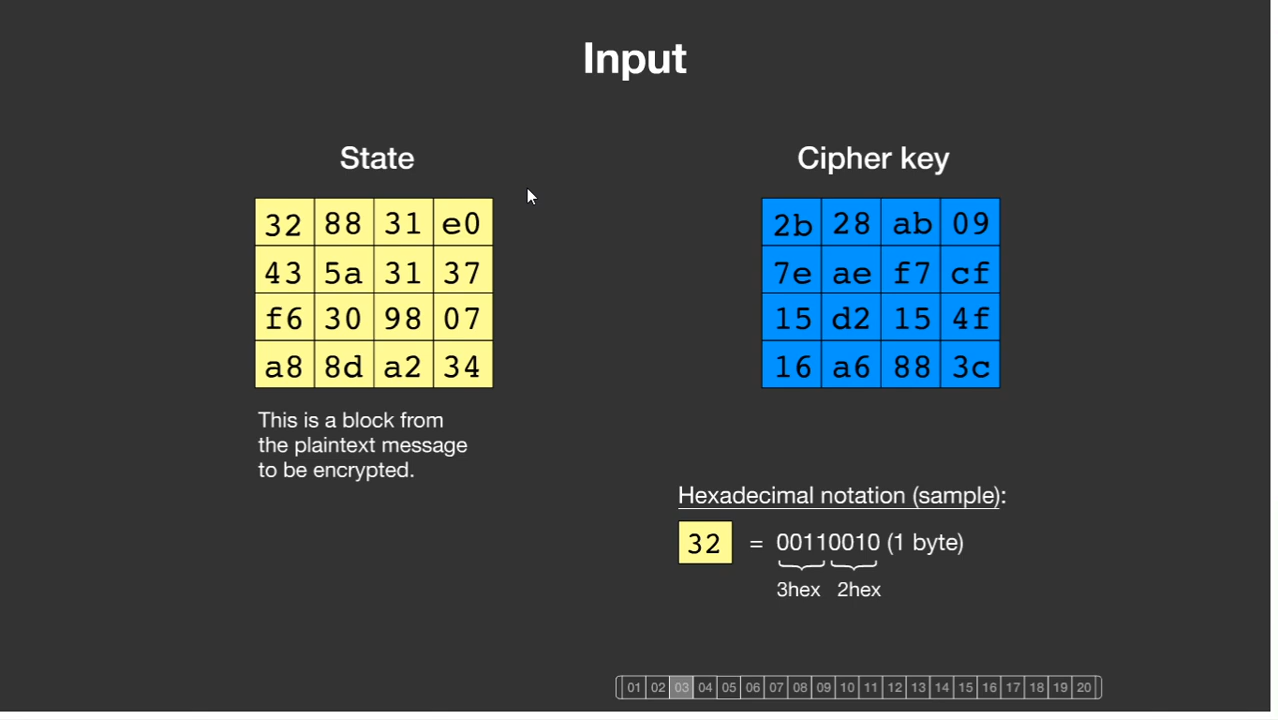 Input
State
32 88 31 e0
43 5a 31 37
f6 30 98 07
a8 8d a2 34
This is a block from
the plaintext message
to be encrypted.
Cipher key
2b 28 ab 09
7e ae f7 cf
15 d2 15 4f
16 a6 88 3c
Hexadecimal notation (sample):
32 = 00110010 (1 byte)
3hex 2hex
01 02 03 04 05 06 07 08 09 10 11 12 13 14 15 16 17 18 19 20